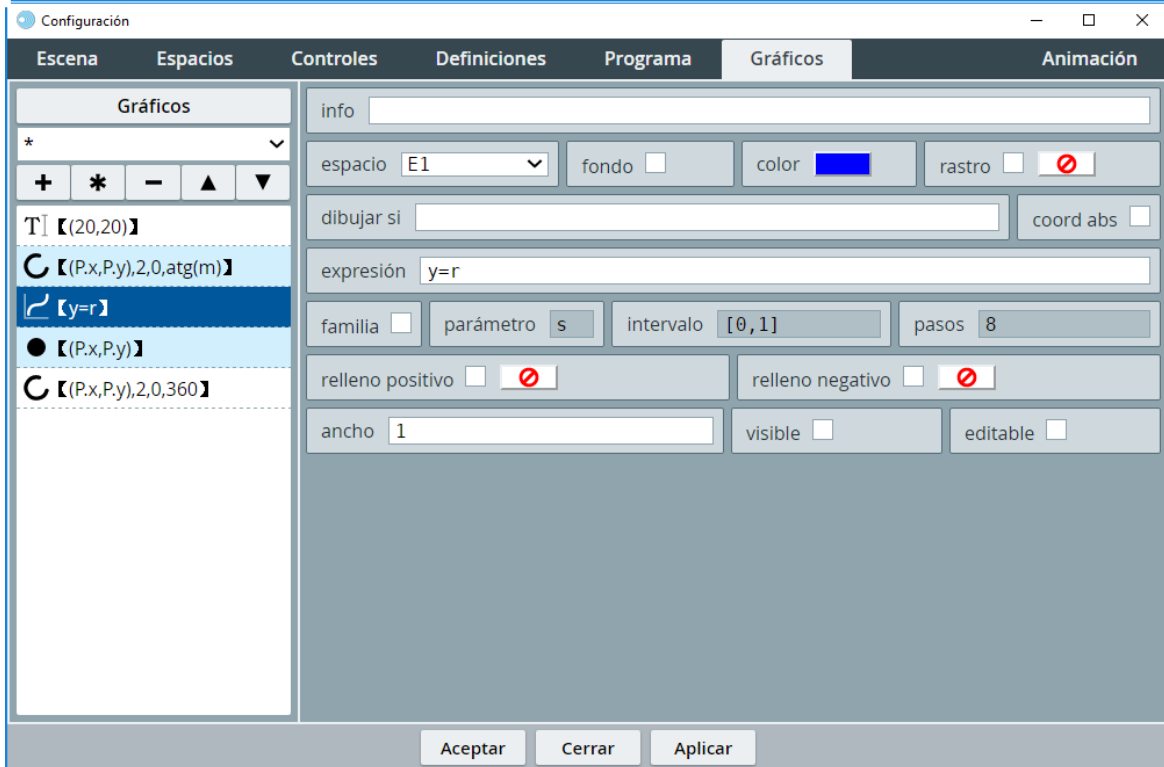 Configuración
Escena Espacios Controles Definiciones Programa Gráficos Animación
Gráficos
*
+ * − ▲ ▼
T 【(20,20)】
【(P.x,P.y),2,0,atg(m)】
【y=r】
【(P.x,P.y)】
【(P.x,P.y),2,0,360】
info
espacio E1 fondo color rastro
dibujar si coord abs
expresión y=r
familia parámetro s intervalo [0,1] pasos 8
relleno positivo relleno negativo
ancho 1 visible editable
Aceptar Cerrar Aplicar